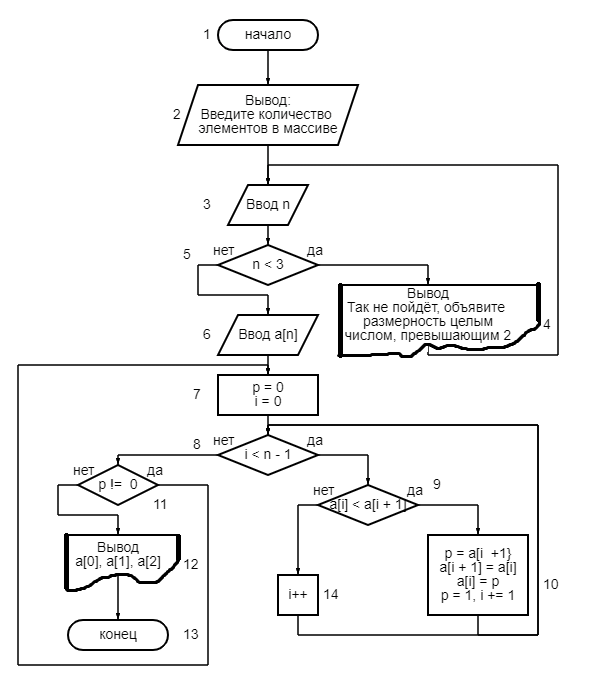 1
начало
2
Вывод:
Введите количество
элементов в массиве
3
Ввод n
5
нет
да
n < 3
Вывод
Так не пойдёт, объявите
размерность целым
числом, превышающим 2
4
6
Ввод a[n]
7
p = 0
i = 0
8
нет
да
i < n - 1
нет
да
p != 0
11
нет
да
9
a[i] < a[i + 1]
Вывод
a[0], a[1], a[2]
12
i++
14
p = a[i +1}
a[i + 1] = a[i]
a[i] = p
p = 1, i += 1
10
конец
13